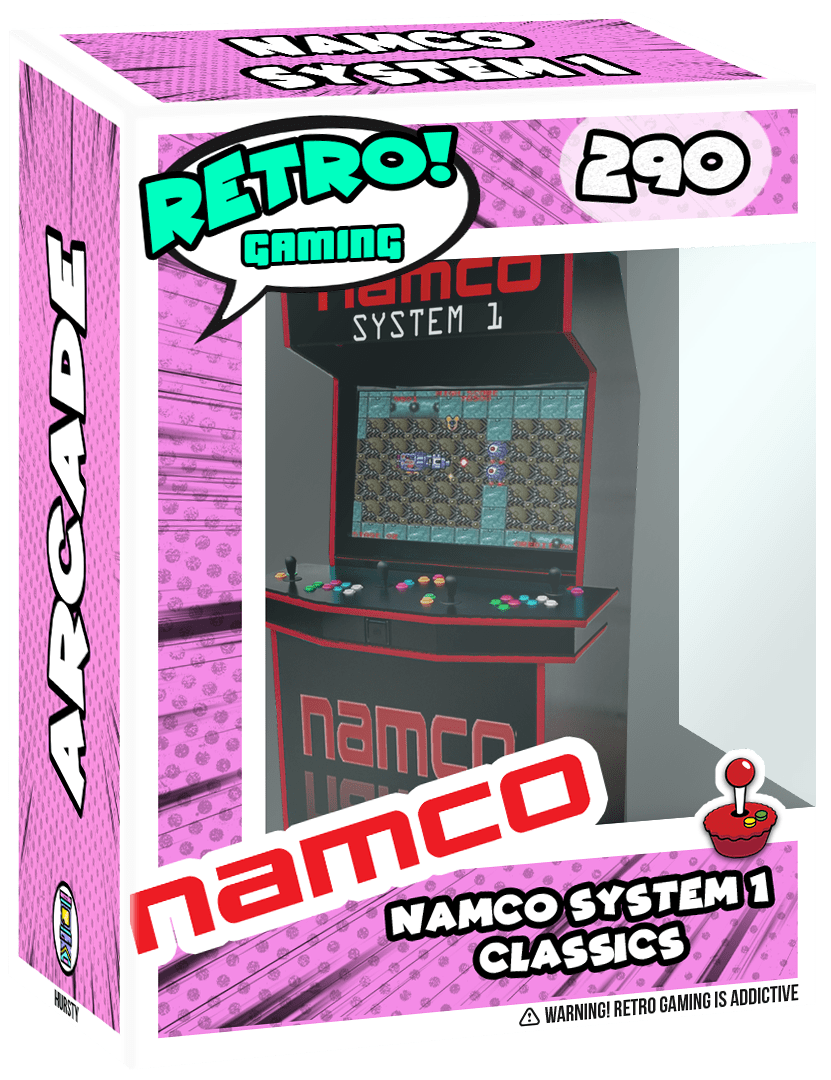 NAMCO
SYSTEM 1
RETRO!
GAMING
290
ARCADE
namco
SYSTEM 1
namco
namco
NAMCO SYSTEM 1
CLASSICS
HURSTY
WARNING! RETRO GAMING IS ADDICTIVE